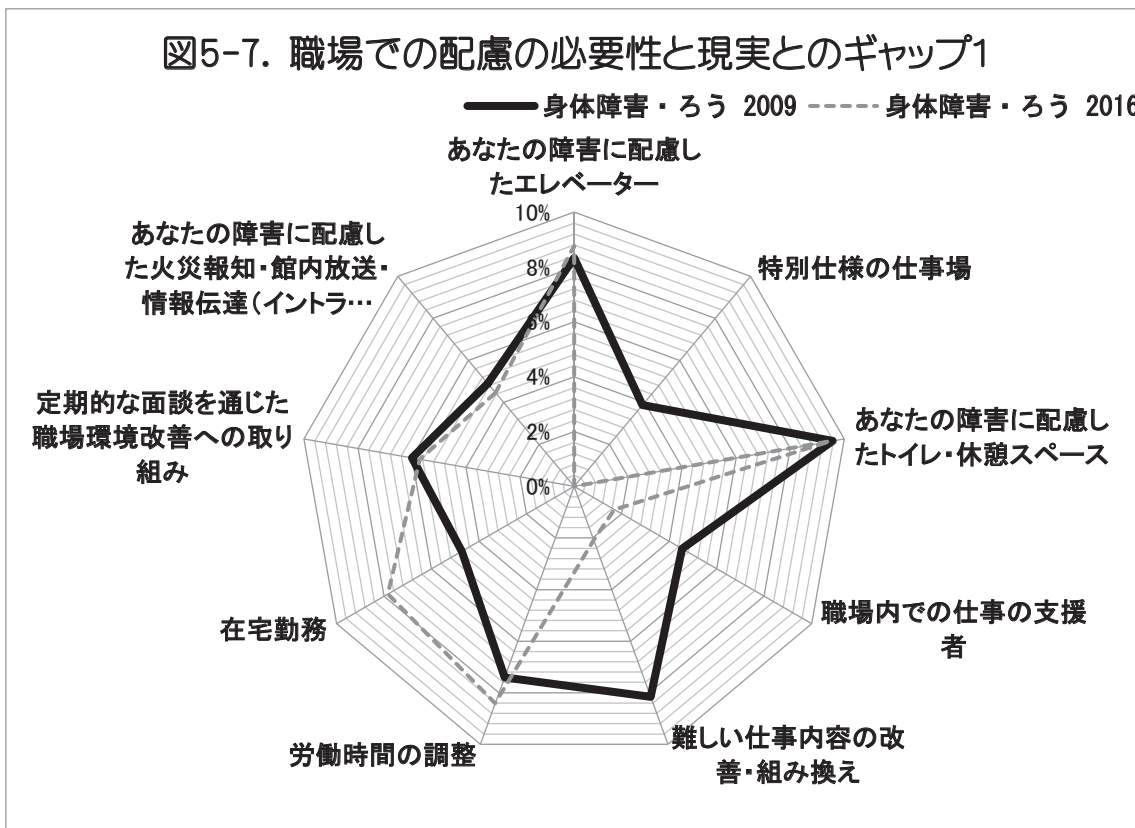 図5-7. 職場での配慮の必要性と現実とのギャップ1
身体障害・ろう 2009
身体障害・ろう 2016
あなたの障害に配慮し
たエレベーター
特別仕様の仕事場
あなたの障害に配慮し
たトイレ・休憩スペース
職場内での仕事の支援
者
難しい仕事内容の改
善・組み換え
労働時間の調整
在宅勤務
定期的な面談を通じた
職場環境改善への取り
組み
あなたの障害に配慮し
た火災報知・館内放送・
情報伝達(イントラ…
10%
8%
6%
4%
2%
0%